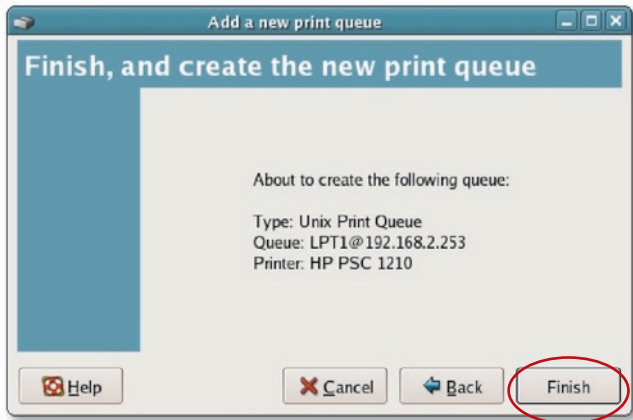 Add a new print queue
Finish, and create the new print queue
About to create the following queue:
Type: Unix Print Queue
Queue: LPT1@192.168.2.253
Printer: HP PSC 1210
Help
Cancel
Back
Finish